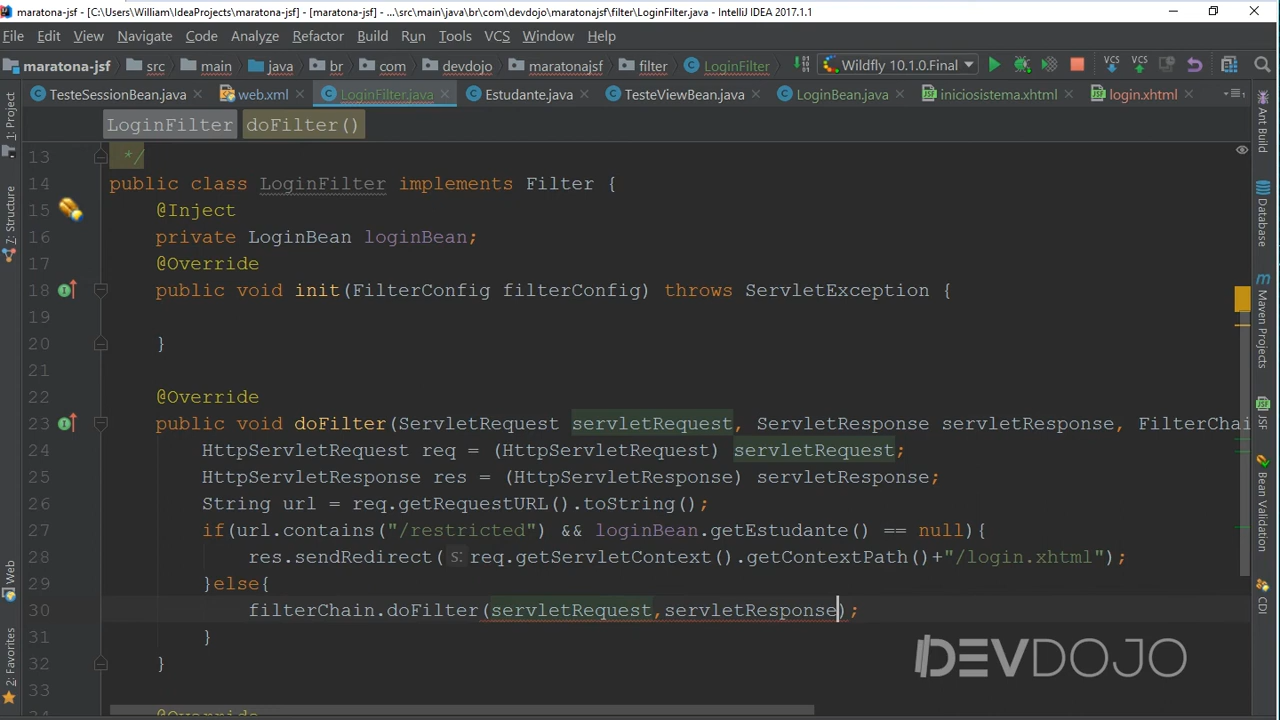 maratona-jsf - [C:\Users\William\IdeaProjects\maratona-jsf] - [maratona-jsf] - ...\src\main\java\br\com\devdojo\maratonajsf\filter\LoginFilter.java - IntelliJ IDEA 2017.1.1
File Edit View Navigate Code Analyze Refactor Build Run Tools VCS Window Help
maratona-jsf src main java br com devdojo maratonajsf filter LoginFilter Wildfly 10.1.0.Final VCS VCS
TesteSessionBean.java web.xml LoginFilter.java Estudante.java TesteViewBean.java LoginBean.java iniciosistema.xhtml login.xhtml
LoginFilter doFilter()
13 */
14 public class LoginFilter implements Filter {
15 @Inject
16 private LoginBean loginBean;
17 @Override
18 public void init(FilterConfig filterConfig) throws ServletException {
19
20 }
21
22 @Override
23 public void doFilter(ServletRequest servletRequest, ServletResponse servletResponse, FilterChai
24 HttpServletRequest req = (HttpServletRequest) servletRequest;
25 HttpServletResponse res = (HttpServletResponse) servletResponse;
26 String url = req.getRequestURL().toString();
27 if(url.contains("/restricted") && loginBean.getEstudante() == null){
28 res.sendRedirect( s: req.getServletContext().getContextPath()+"/login.xhtml");
29 }else{
30 filterChain.doFilter(servletRequest,servletResponse);
31 }
32 }
33
34 @Override
1: Project
7: Structure
Web
2: Favorites
Ant Build
Database
Maven Projects
JSF
Bean Validation
CDI
DEVDOJO